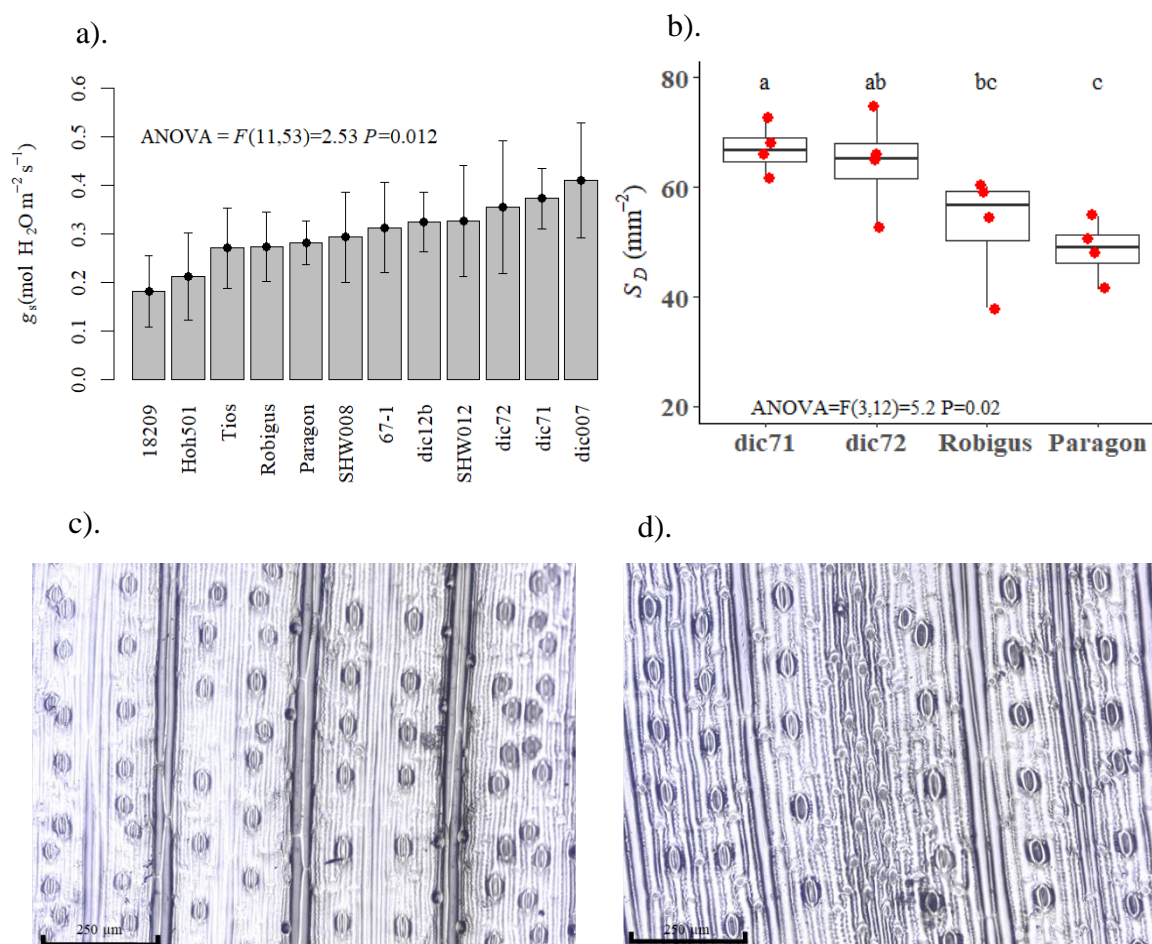 a).
0.6
0.5
0.4
0.3
0.2
0.1
0.0
g s(mol H 2O m−2 s−1)
ANOVA = F(11,53)=2.53 P=0.012
18209
Hoh501
Tios
Robigus
Paragon
SHW008
67-1
dic12b
SHW012
dic72
dic71
dic007
b).
80
60
40
20
SD (mm−2)
a ab bc c
ANOVA=F(3,12)=5.2 P=0.02
dic71 dic72 Robigus Paragon
c).
250 µm
d).
250 µm